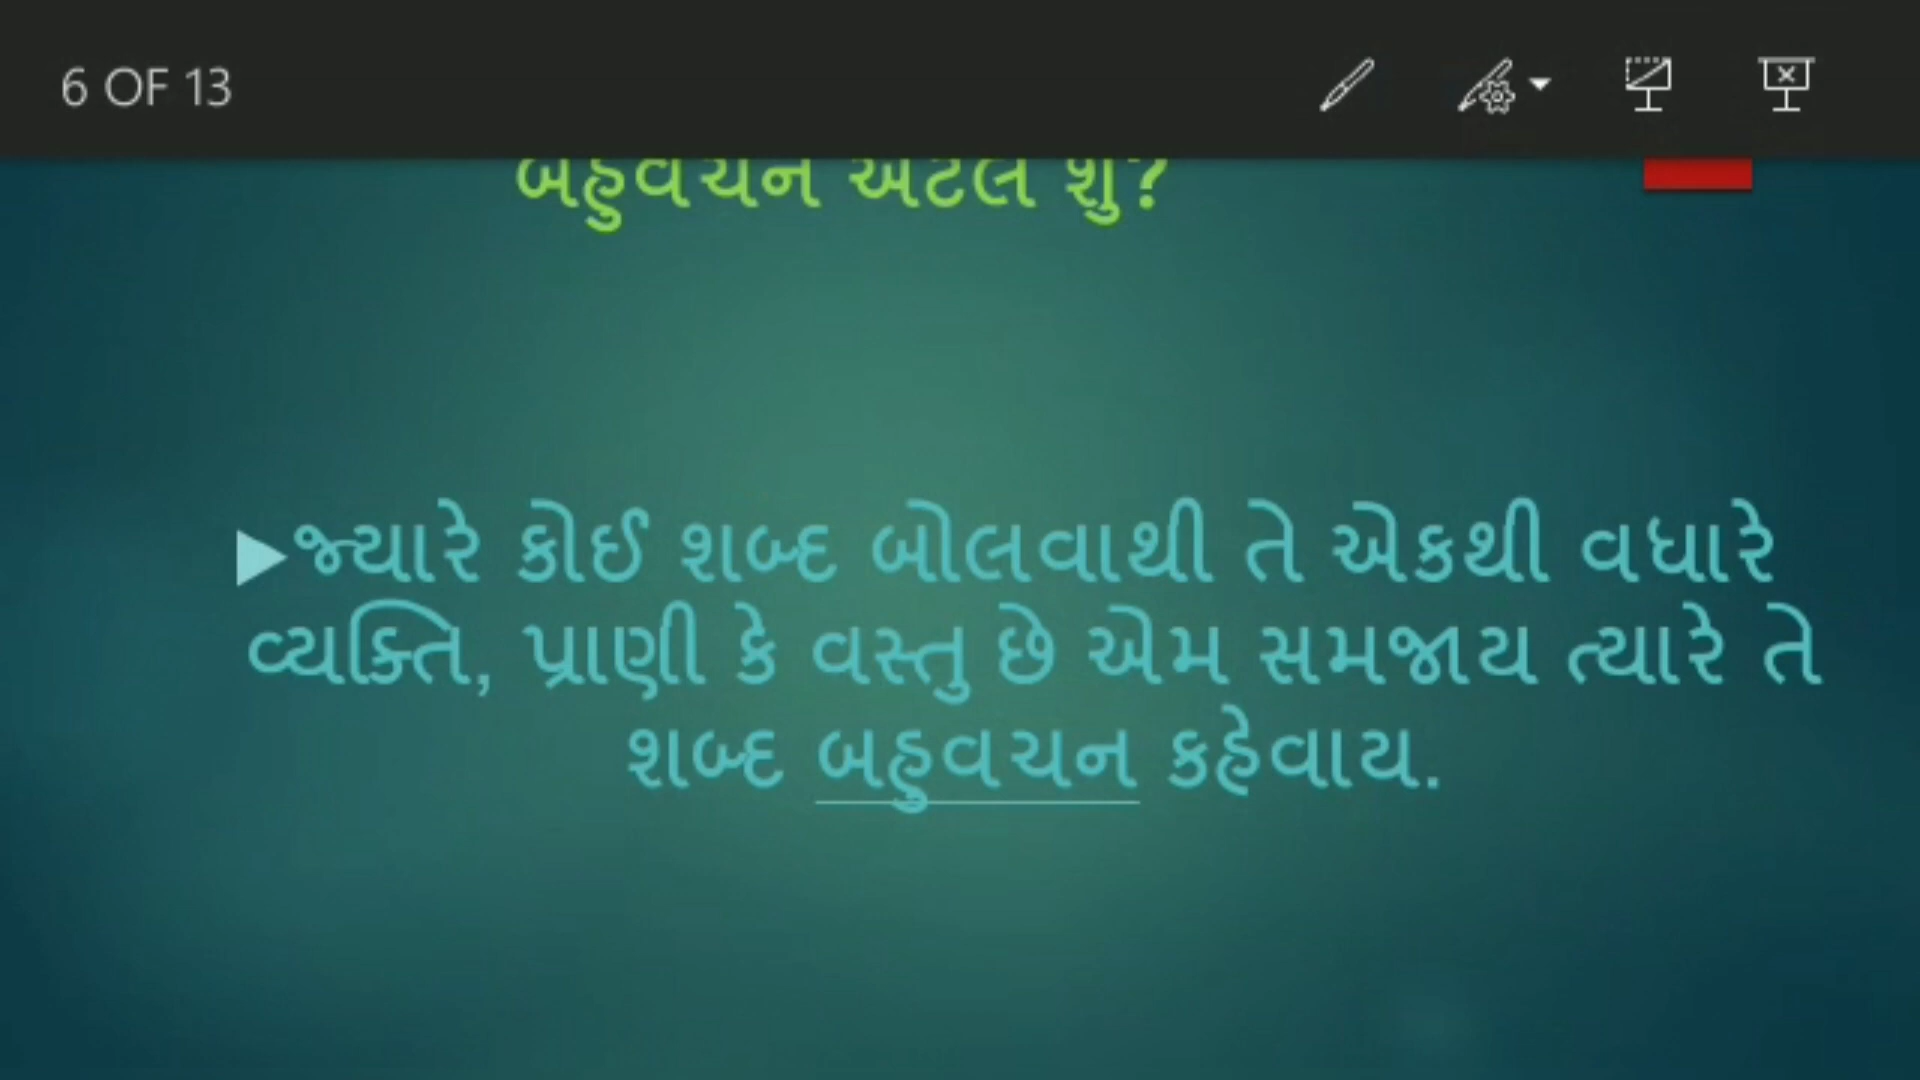 6 OF 13
બહુવચન એટલે શું?
જ્યારે કોઈ શબ્દ બોલવાથી તે એકથી વધારે
વ્યક્તિ, પ્રાણી કે વસ્તુ છે એમ સમજાય ત્યારે તે
શબ્દ બહુવચન કહેવાય.